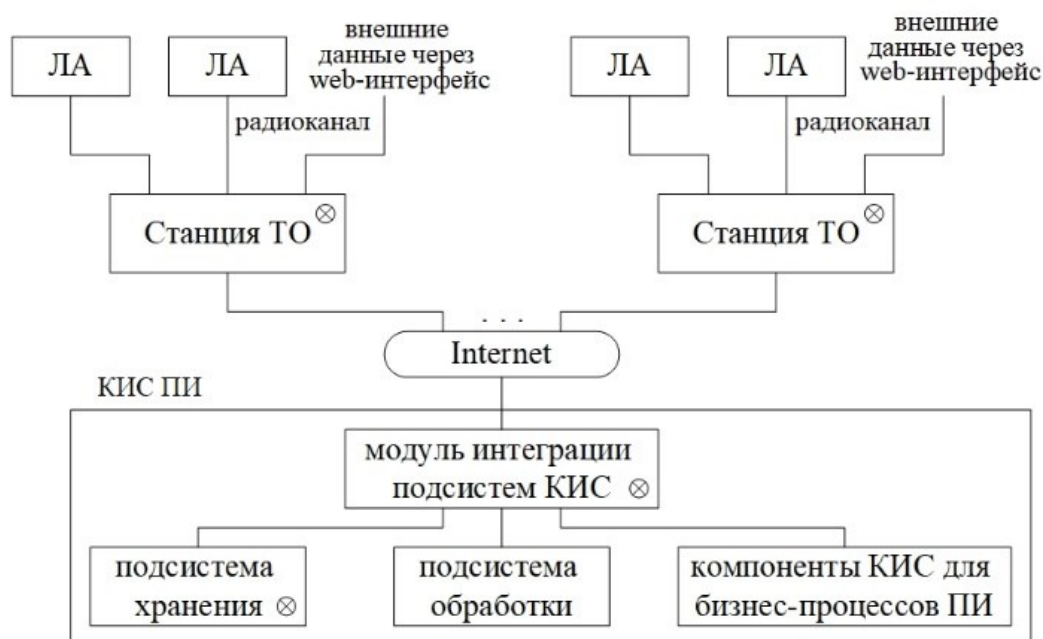 внешние
данные через
web-интерфейс
внешние
данные через
web-интерфейс
ЛА
ЛА
ЛА
ЛА
радиоканал
радиоканал
Станция ТО
Станция ТО
. . .
Internet
КИС ПИ
модуль интеграции
подсистем КИС
подсистема
хранения
подсистема
обработки
компоненты КИС для
бизнес-процессов ПИ